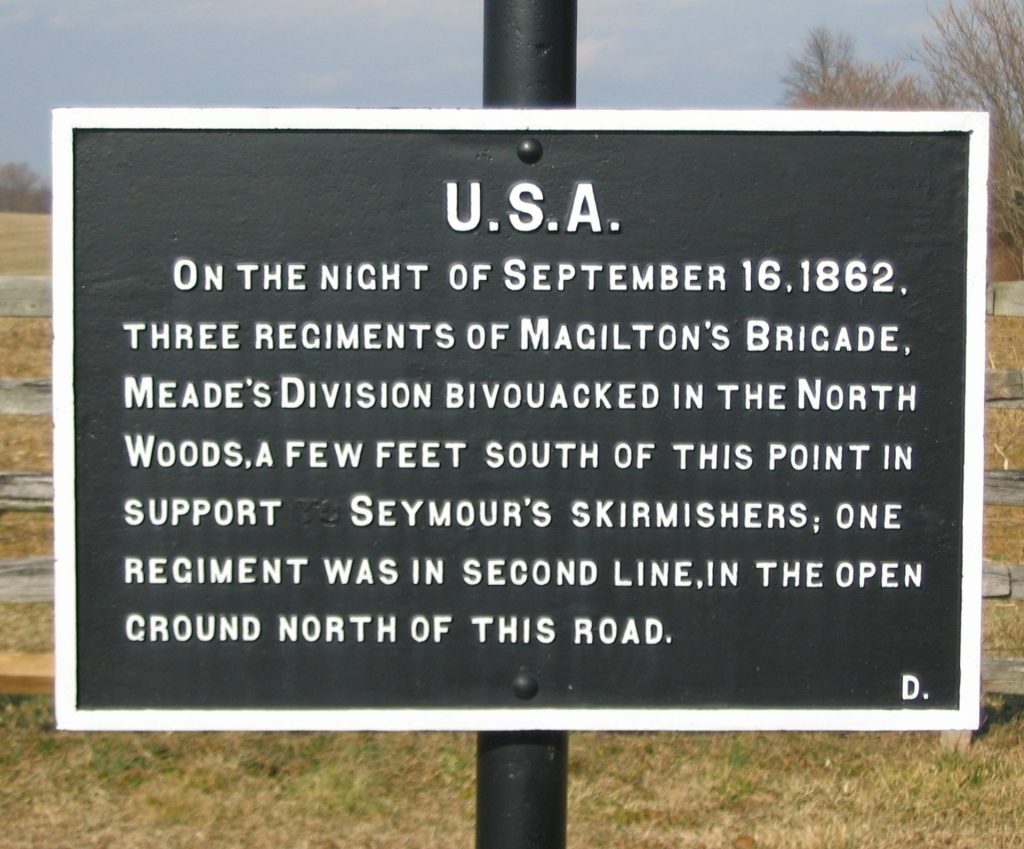 U.S.A.
On the night of September 16, 1862,
three regiments of Magilton's Brigade,
Meade's Division bivouacked in the North
Woods, a few feet south of this point in
support to Seymour's skirmishers; one
regiment was in second line, in the open
ground north of this road.
D.